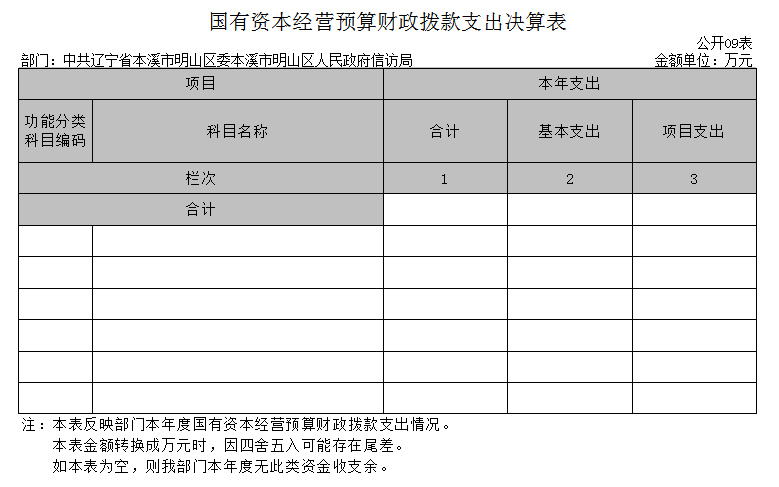 国有资本经营预算财政拨款支出决算表
公开09表
部门：中共辽宁省本溪市明山区委本溪市明山区人民政府信访局 金额单位：万元
项目 本年支出
功能分类
科目编码 科目名称 合计 基本支出 项目支出
栏次 1 2 3
合计
注：本表反映部门本年度国有资本经营预算财政拨款支出情况。
本表金额转换成万元时，因四舍五入可能存在尾差。
如本表为空，则我部门本年度无此类资金收支余。